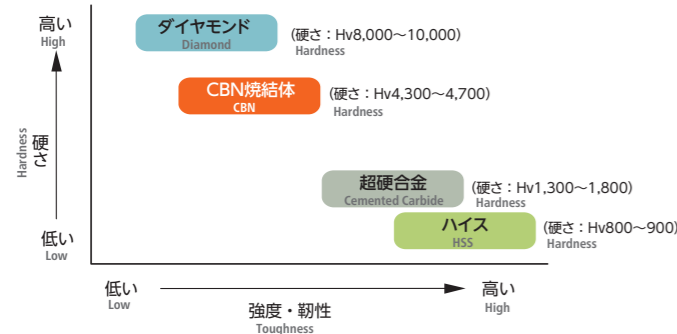 高い
High
ダイヤモンド
Diamond
(硬さ：Hv8,000～10,000)
Hardness
CBN焼結体
CBN
(硬さ：Hv4,300～4,700)
Hardness
硬さ
Hardness
超硬合金
Cemented Carbide
(硬さ：Hv1,300～1,800)
Hardness
ハイス
HSS
(硬さ：Hv800～900)
Hardness
低い
Low
低い
Low
強度・靭性
Toughness
高い
High